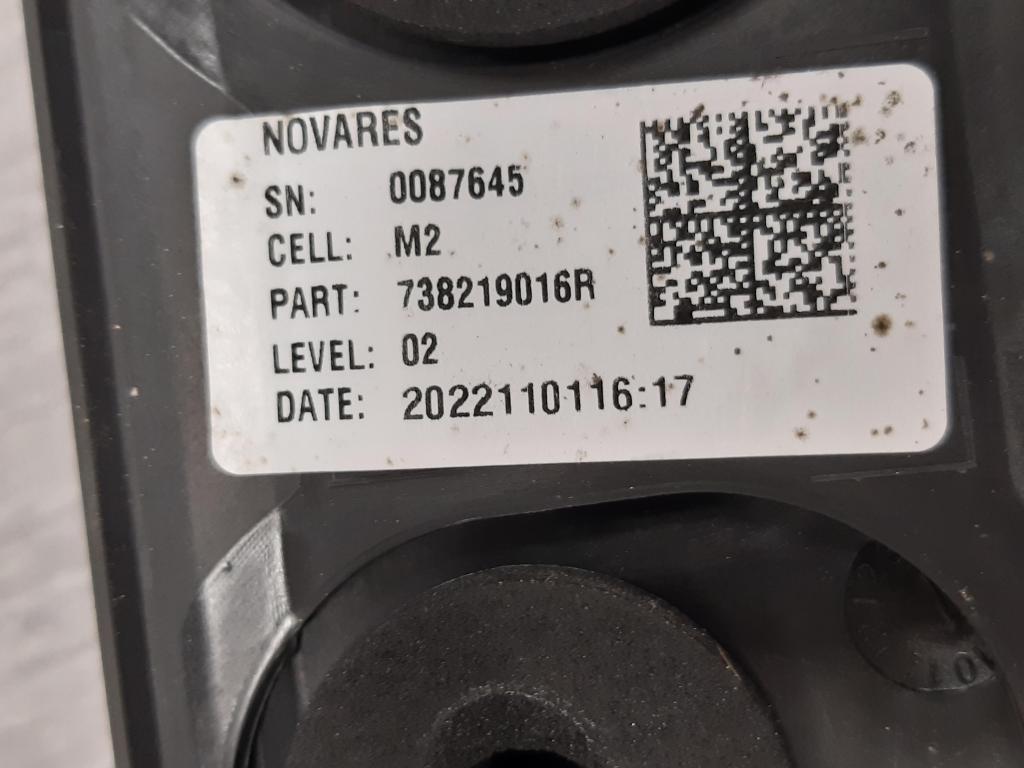 NOVARES
SN: 0087645
CELL: M2
PART: 738219016R
LEVEL: 02
DATE: 2022110116:17